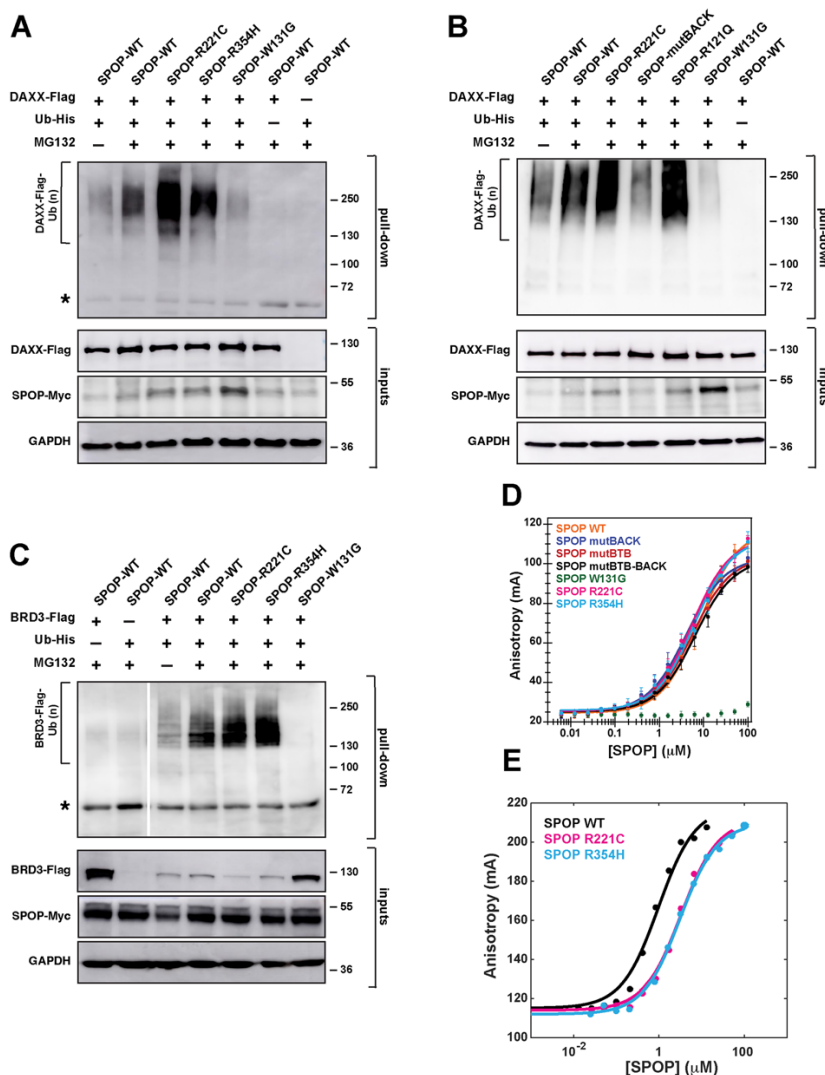 A
SPOP-WT
SPOP-WT
SPOP-R221C
SPOP-R354H
SPOP-W131G
SPOP-WT
SPOP-WT
DAXX-Flag + + + + + + –
Ub-His + + + + + – +
MG132 – + + + + + +
DAXX-Flag-
Ub (n)
– 250
– 130
– 100
– 72
*
pull-down
DAXX-Flag
– 130
SPOP-Myc
55
GAPDH
– 36
inputs
B
SPOP-WT
SPOP-WT
SPOP-R221C
SPOP-mutBACK
SPOP-R121Q
SPOP-W131G
SPOP-WT
DAXX-Flag + + + + + + +
Ub-His + + + + + + –
MG132 – + + + + + +
DAXX-Flag-
Ub (n)
– 250
– 130
– 100
– 72
pull-down
DAXX-Flag
– 130
SPOP-Myc
55
GAPDH
– 36
inputs
C
SPOP-WT
SPOP-WT
SPOP-WT
SPOP-WT
SPOP-R221C
SPOP-R354H
SPOP-W131G
BRD3-Flag + – + + + + +
Ub-His – + + + + + +
MG132 + + – + + + +
BRD3-Flag-
Ub (n)
– 250
– 130
– 100
– 72
*
pull-down
BRD3-Flag
– 130
SPOP-Myc
55
GAPDH
– 36
inputs
D
SPOP WT
SPOP mutBACK
SPOP mutBTB
SPOP mutBTB-BACK
SPOP W131G
SPOP R221C
SPOP R354H
Anisotropy (mA)
120
100
80
60
40
20
0.01 0.1 1 10 100
[SPOP] (μM)
E
SPOP WT
SPOP R221C
SPOP R354H
Anisotropy (mA)
220
200
180
160
140
120
100
10-2 1 100
[SPOP] (μM)